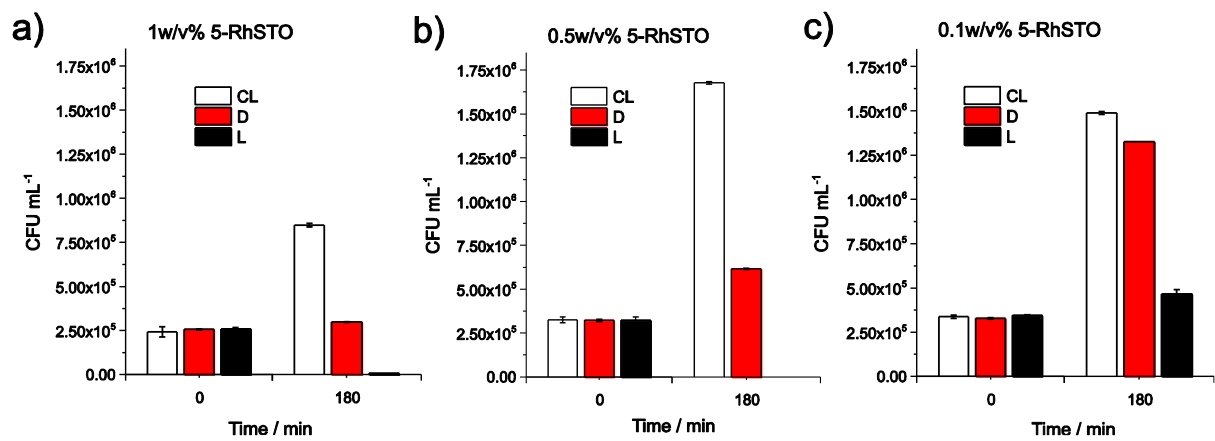 a)
1w/v% 5-RhSTO
CL
D
L
1.75x10⁶
1.50x10⁶
1.25x10⁶
1.00x10⁶
7.50x10⁵
5.00x10⁵
2.50x10⁵
0.00
CFU mL⁻¹
0 180
Time / min
b)
0.5w/v% 5-RhSTO
CL
D
L
1.75x10⁶
1.50x10⁶
1.25x10⁶
1.00x10⁶
7.50x10⁵
5.00x10⁵
2.50x10⁵
0.00
CFU mL⁻¹
0 180
Time / min
c)
0.1w/v% 5-RhSTO
CL
D
L
1.75x10⁶
1.50x10⁶
1.25x10⁶
1.00x10⁶
7.50x10⁵
5.00x10⁵
2.50x10⁵
0.00
CFU mL⁻¹
0 180
Time / min